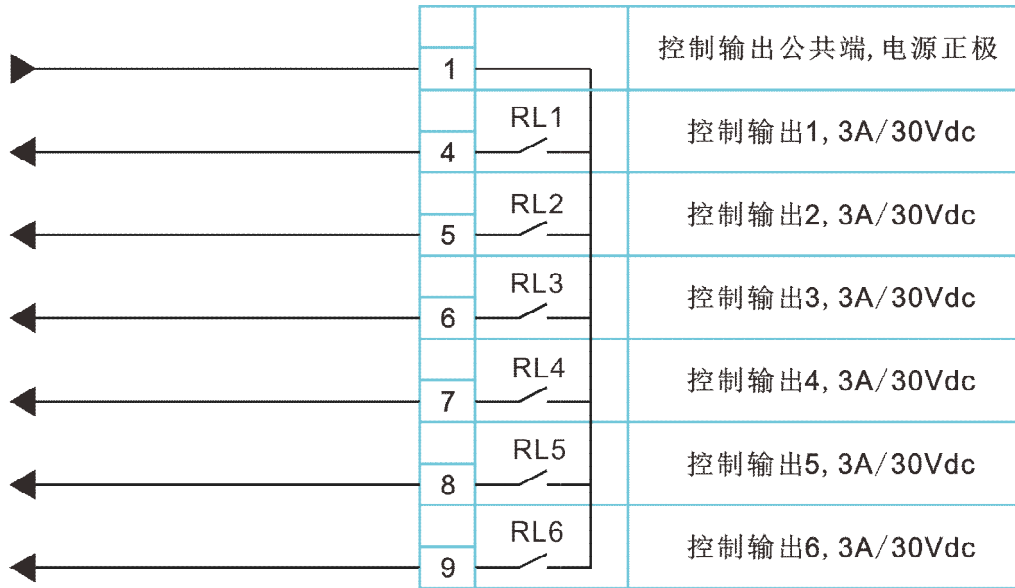 1 控制输出公共端,电源正极
RL1
4 控制输出1, 3A/30Vdc
RL2
5 控制输出2, 3A/30Vdc
RL3
6 控制输出3, 3A/30Vdc
RL4
7 控制输出4, 3A/30Vdc
RL5
8 控制输出5, 3A/30Vdc
RL6
9 控制输出6, 3A/30Vdc